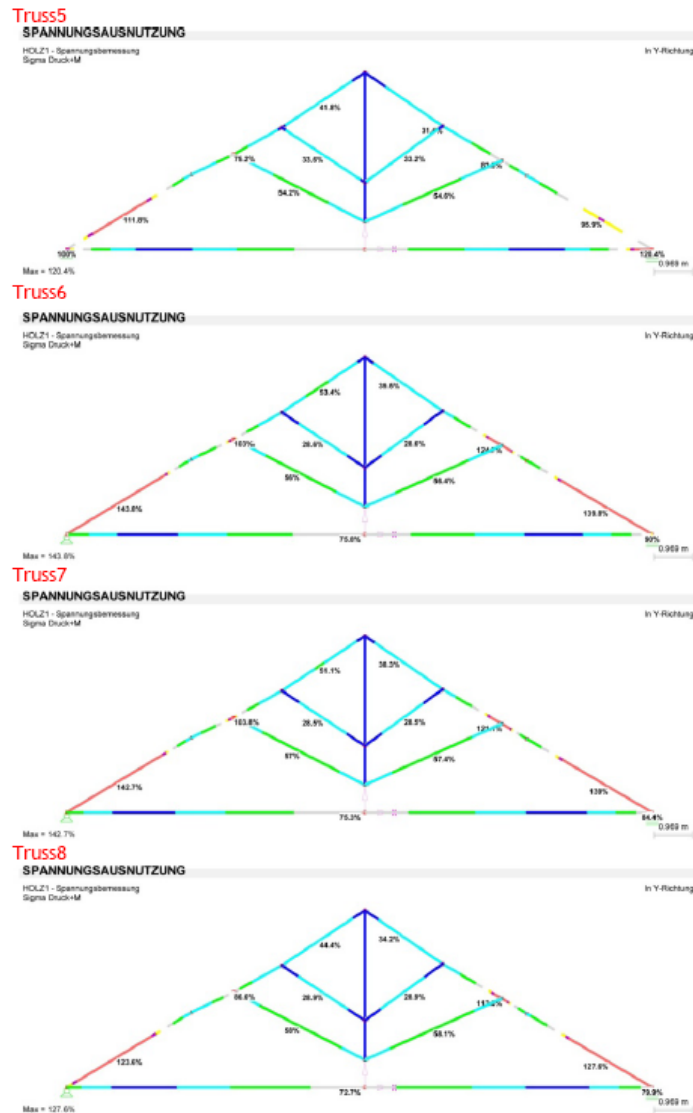 Truss5
SPANNUNGSAUSNUTZUNG
HOLZ1 - Spannungsbemessung
Sigma Druck+M
In Y-Richtung
41.8%
75.2%
33.6%
33.2%
54.2%
54.6%
111.8%
95.9%
100%
120.4%
Max = 120.4%
0.969 m
Truss6
SPANNUNGSAUSNUTZUNG
HOLZ1 - Spannungsbemessung
Sigma Druck+M
In Y-Richtung
53.4%
39.6%
103%
28.6%
28.6%
56%
56.4%
143.8%
139.8%
75.8%
90%
Max = 143.8%
0.969 m
Truss7
SPANNUNGSAUSNUTZUNG
HOLZ1 - Spannungsbemessung
Sigma Druck+M
In Y-Richtung
51.1%
38.3%
103.8%
28.5%
28.5%
57%
57.4%
142.7%
139%
75.3%
84.4%
Max = 142.7%
0.969 m
Truss8
SPANNUNGSAUSNUTZUNG
HOLZ1 - Spannungsbemessung
Sigma Druck+M
In Y-Richtung
44.4%
34.2%
86.6%
28.9%
28.9%
58%
58.1%
123.6%
127.6%
72.7%
79.9%
Max = 127.6%
0.969 m